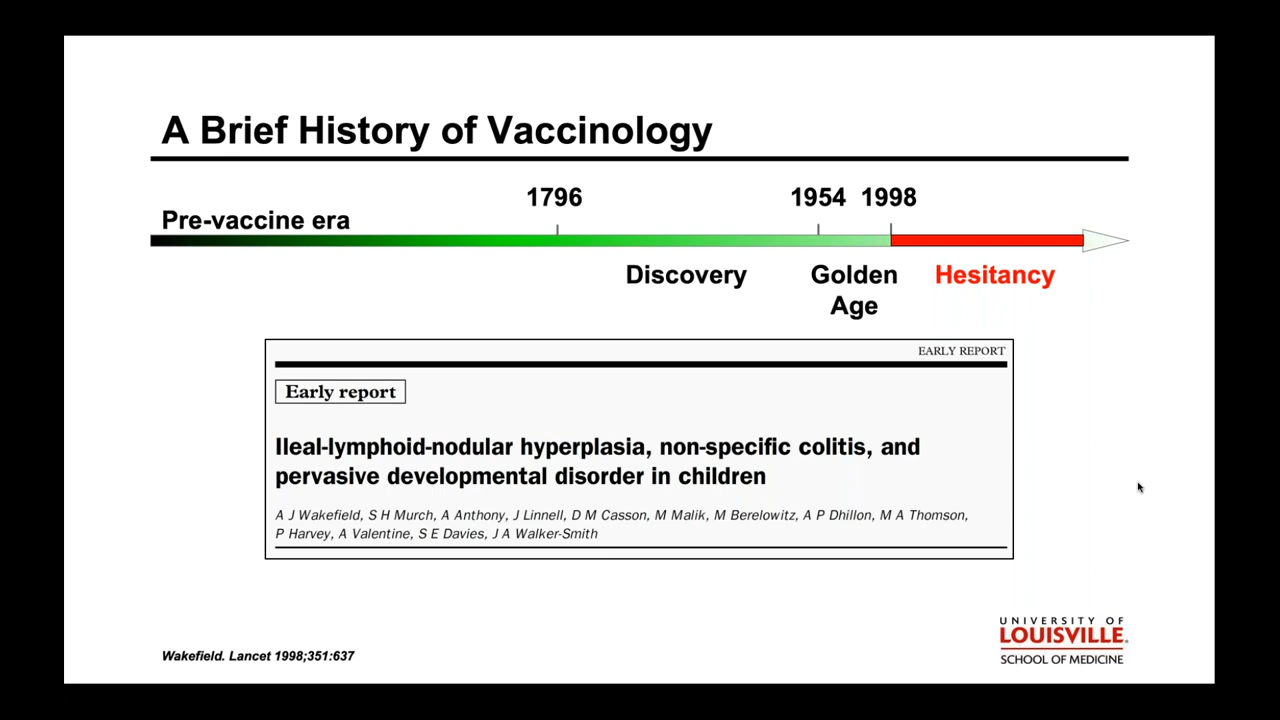 A Brief History of Vaccinology
1796
1954
1998
Pre-vaccine era
Discovery
Golden
Age
Hesitancy
EARLY REPORT
Early report
Ileal-lymphoid-nodular hyperplasia, non-specific colitis, and
pervasive developmental disorder in children
A J Wakefield, S H Murch, A Anthony, J Linnell, D M Casson, M Malik, M Berelowitz, A P Dhillon, M A Thomson,
P Harvey, A Valentine, S E Davies, J A Walker-Smith
Wakefield. Lancet 1998;351:637
UNIVERSITY OF
LOUISVILLE.
SCHOOL OF MEDICINE